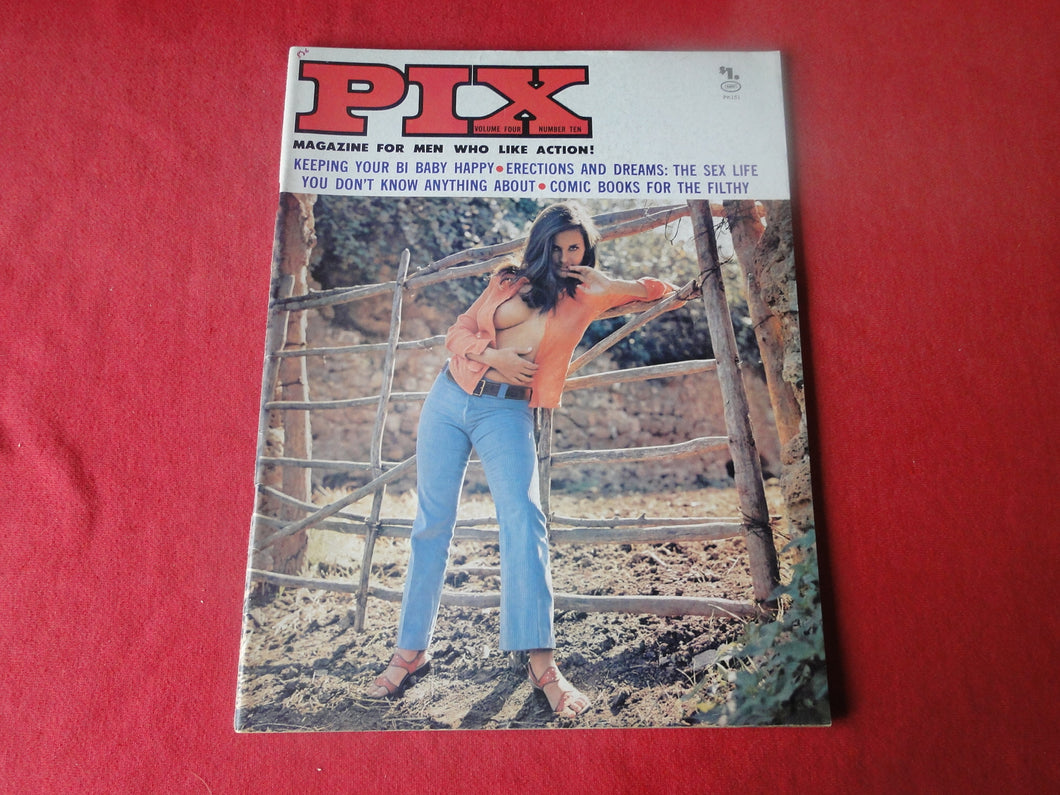 PIX
VOLUME FOUR NUMBER TEN
$1.
MAGAZINE FOR MEN WHO LIKE ACTION!
KEEPING YOUR BI BABY HAPPY • ERECTIONS AND DREAMS: THE SEX LIFE
YOU DON'T KNOW ANYTHING ABOUT • COMIC BOOKS FOR THE FILTHY